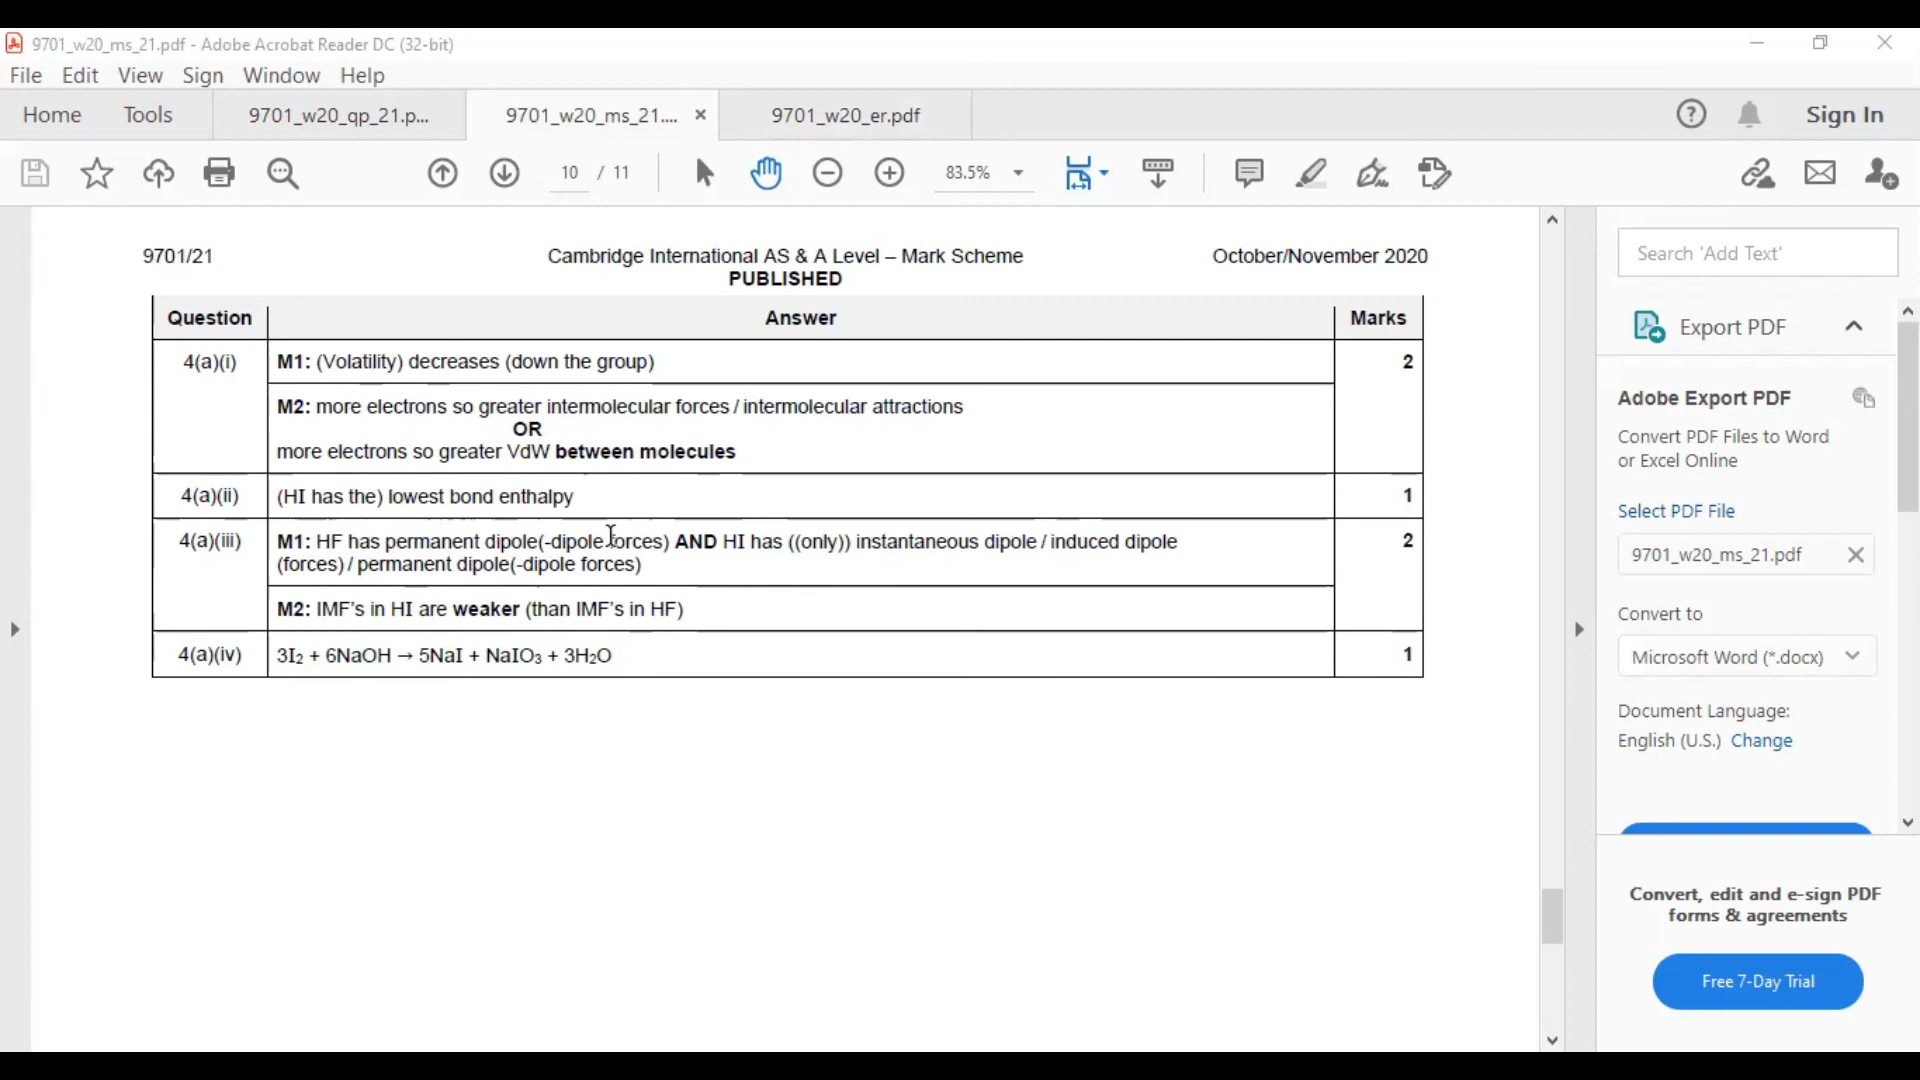 9701_w20_ms_21.pdf - Adobe Acrobat Reader DC (32-bit)
File Edit View Sign Window Help
Home Tools 9701_w20_qp_21.p... 9701_w20_ms_21.... × 9701_w20_er.pdf Sign In
10 / 11 83.5%
9701/21 Cambridge International AS & A Level – Mark Scheme October/November 2020
PUBLISHED
Question Answer Marks
4(a)(i) M1: (Volatility) decreases (down the group) 2
M2: more electrons so greater intermolecular forces / intermolecular attractions
OR
more electrons so greater VdW between molecules
4(a)(ii) (HI has the) lowest bond enthalpy 1
4(a)(iii) M1: HF has permanent dipole(-dipole forces) AND HI has ((only)) instantaneous dipole / induced dipole 2
(forces) / permanent dipole(-dipole forces)
M2: IMF's in HI are weaker (than IMF's in HF)
4(a)(iv) 3I₂ + 6NaOH → 5NaI + NaIO₃ + 3H₂O 1
Search 'Add Text'
Export PDF
Adobe Export PDF
Convert PDF Files to Word
or Excel Online
Select PDF File
9701_w20_ms_21.pdf
Convert to
Microsoft Word (*.docx)
Document Language:
English (U.S.) Change
Convert, edit and e-sign PDF
forms & agreements
Free 7-Day Trial